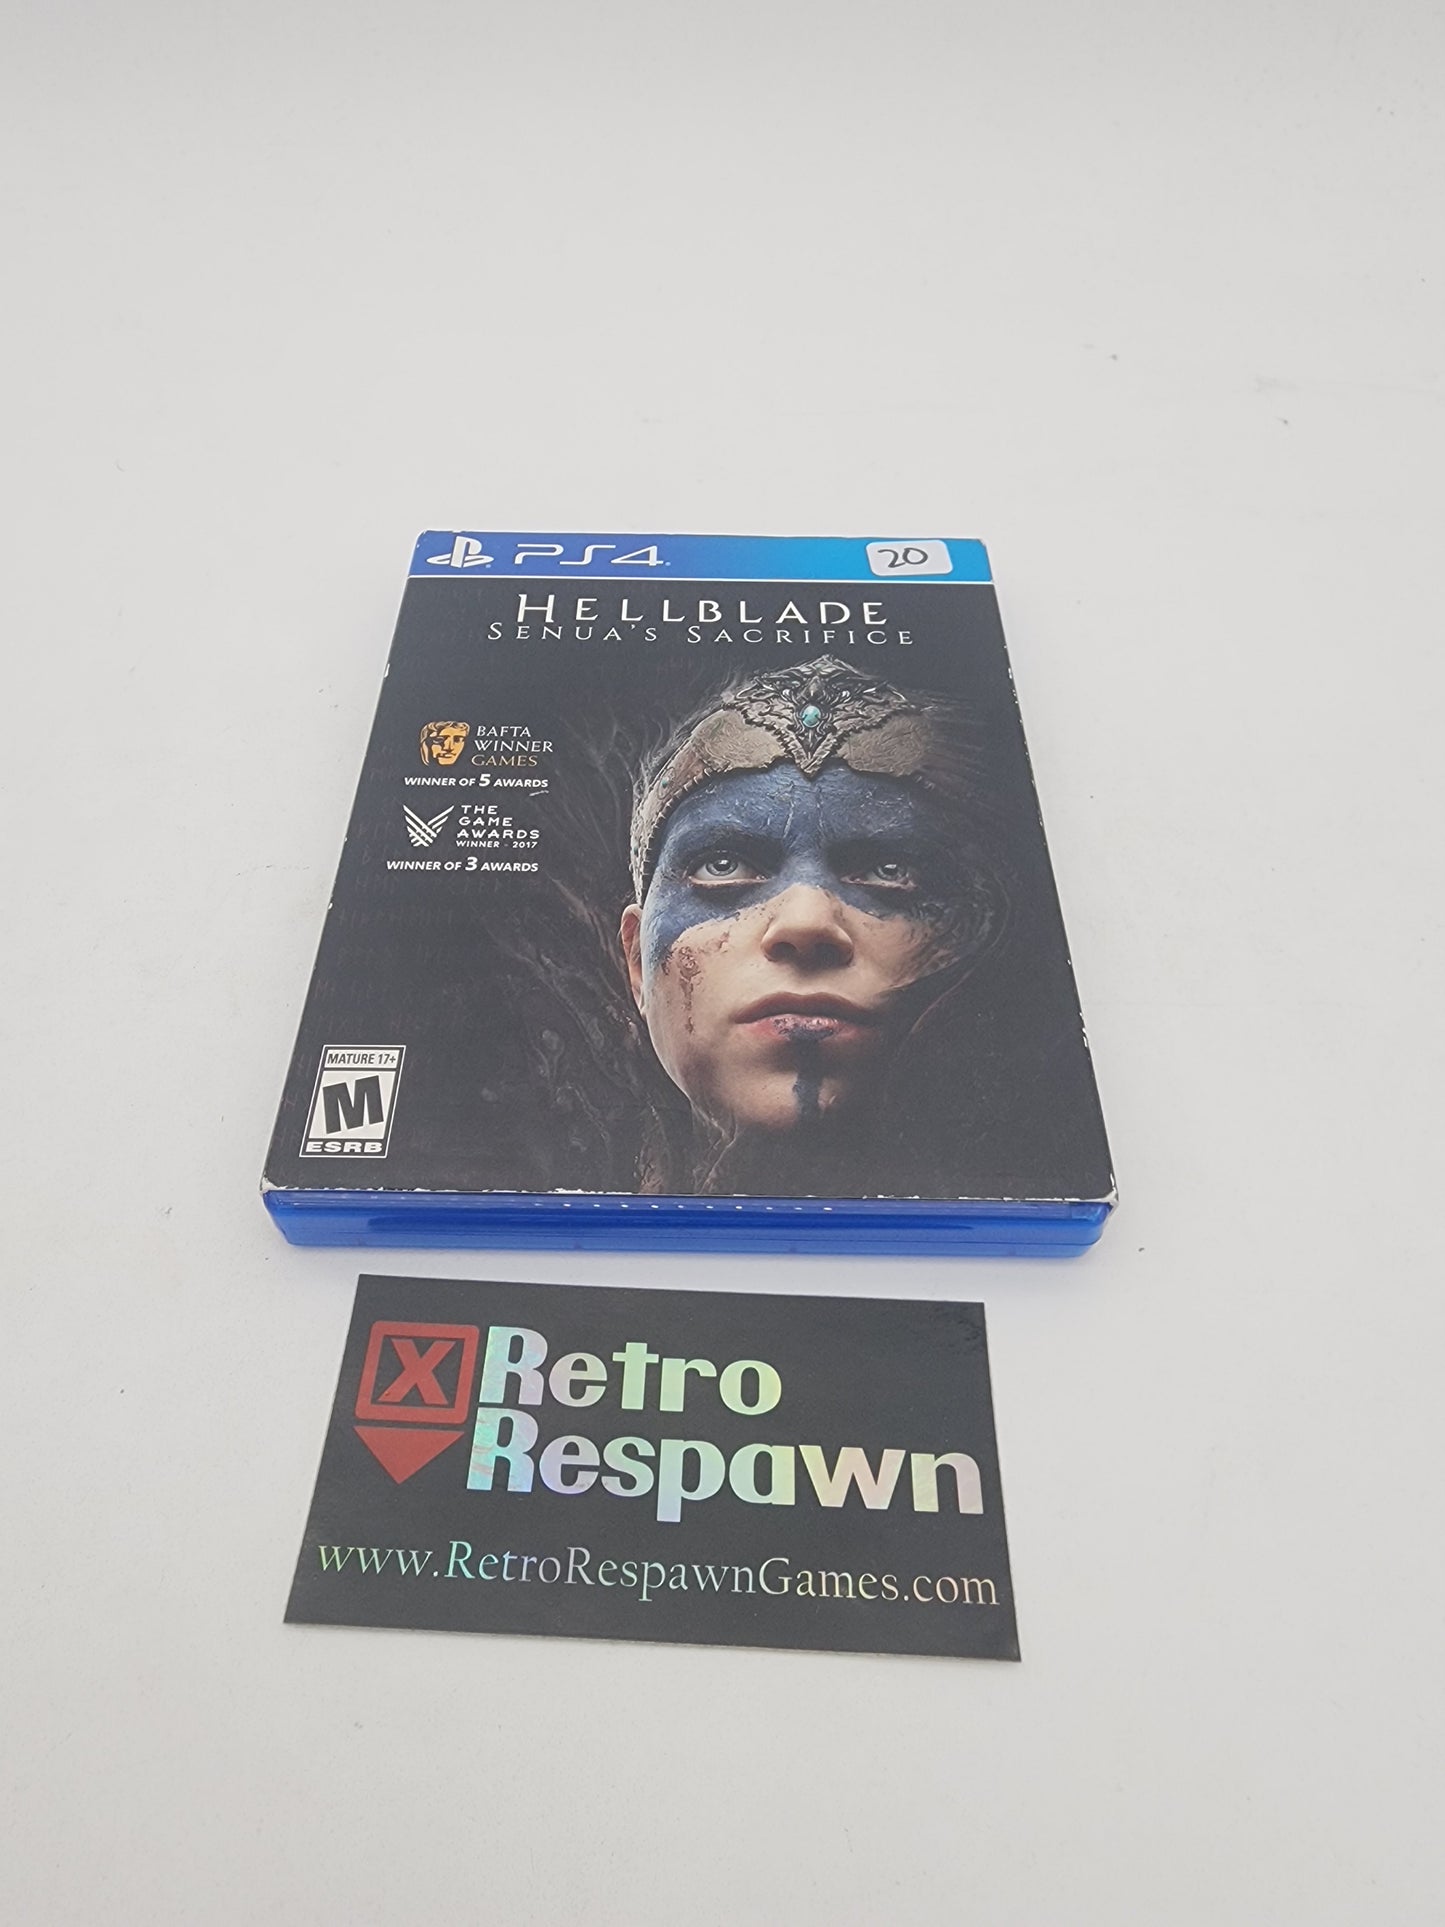 PS4
20
HELLBLADE
SENUA'S SACRIFICE
BAFTA
WINNER
GAMES
WINNER OF 5 AWARDS
THE
GAME
AWARDS
WINNER - 2017
WINNER OF 3 AWARDS
MATURE 17+
M
ESRB
X
Retro
Respawn
www.RetroRespawnGames.com